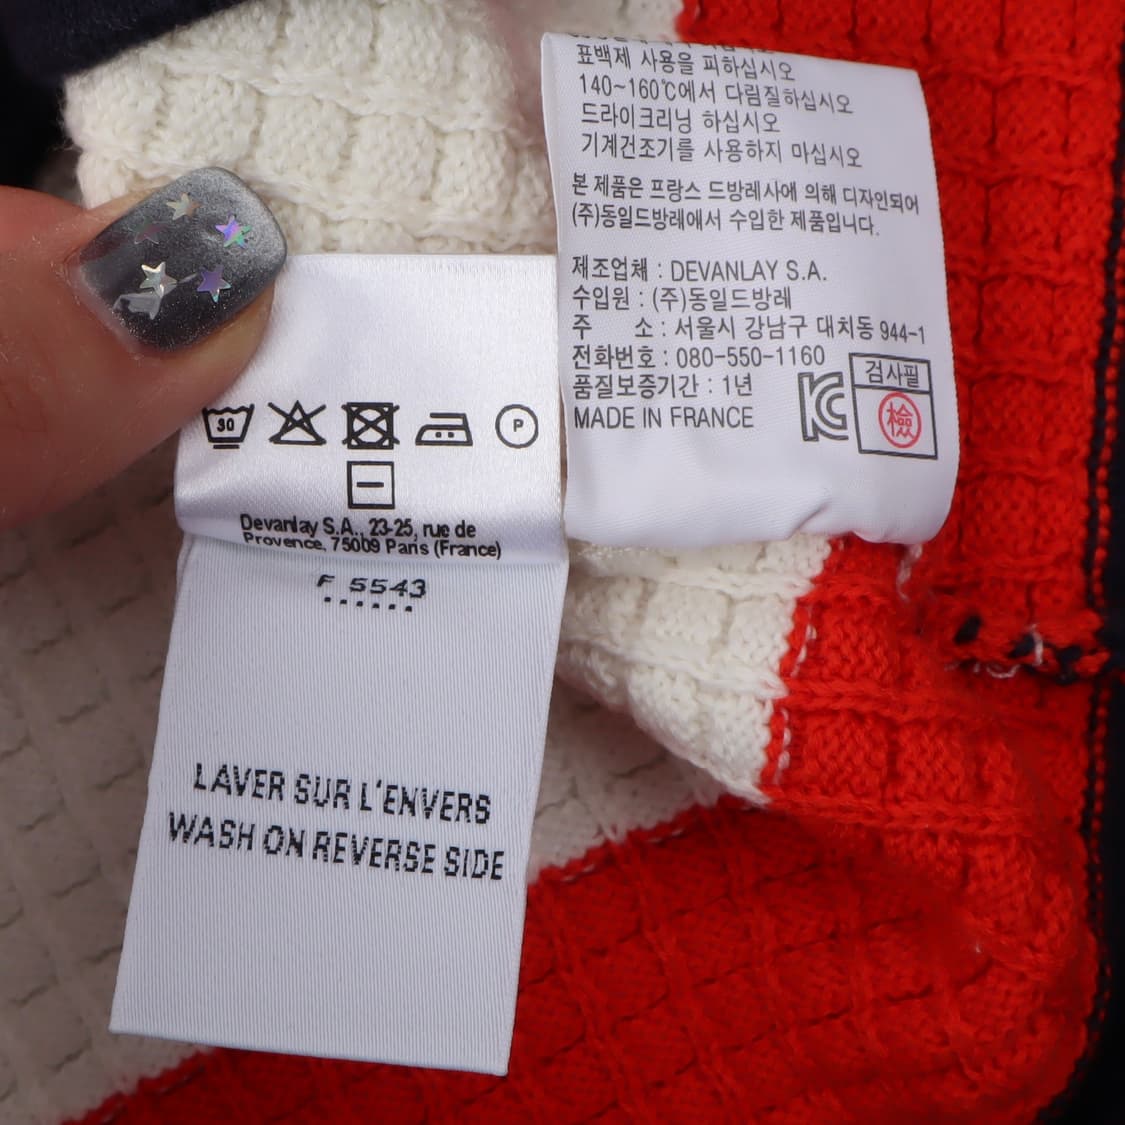 표백제 사용을 피하십시오
140~160℃에서 다림질하십시오
드라이크리닝 하십시오
기계건조기를 사용하지 마십시오
본 제품은 프랑스 드방레사에 의해 디자인되어
(주)동일드방레에서 수입한 제품입니다.
제조업체 : DEVANLAY S.A.
수입원 : (주)동일드방레
주 소 : 서울시 강남구 대치동 944-1
전화번호 : 080-550-1160
품질보증기간 : 1년
MADE IN FRANCE
검사필
檢
30
P
Devanlay S.A., 23-25, rue de
Provence, 75009 Paris (France)
F 5543
LAVER SUR L'ENVERS
WASH ON REVERSE SIDE